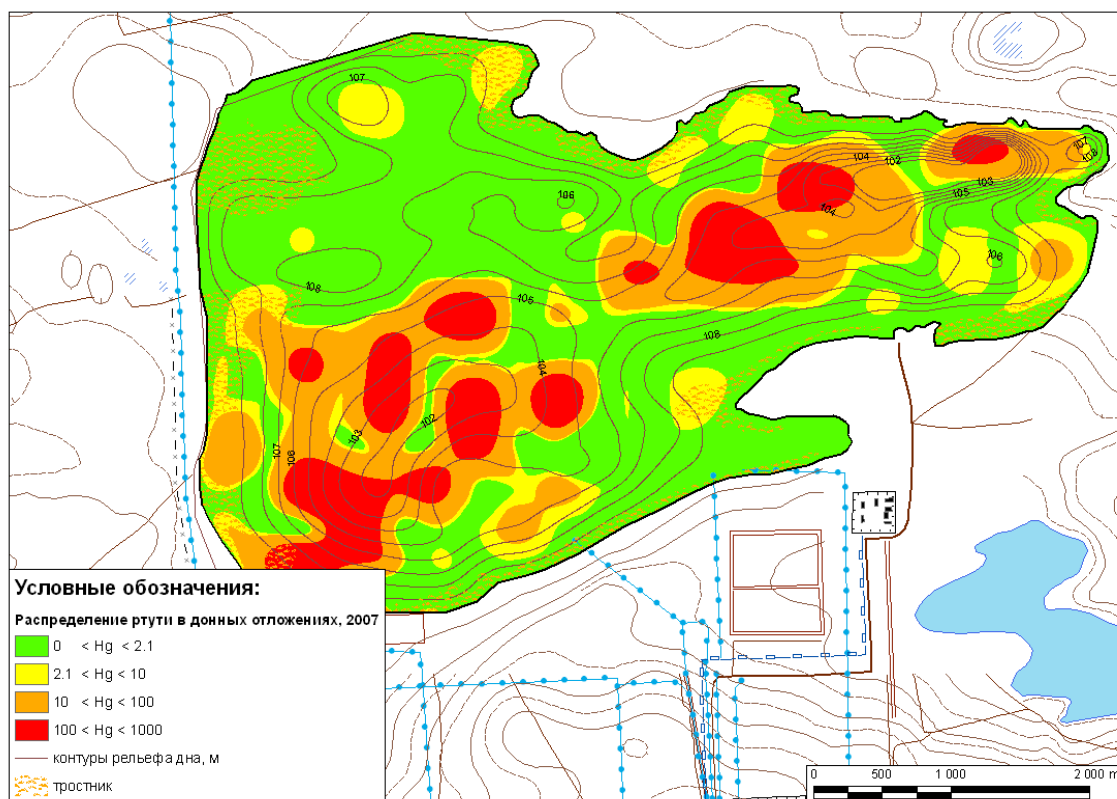 107
104
102
107
106
103
105
106
104
106
108
106
108
104
102
103
107
106
Условные обозначения:
Распределение ртути в донных отложениях, 2007
0 < Hg < 2.1
2.1 < Hg < 10
10 < Hg < 100
100 < Hg < 1000
контуры рельефа дна, м
тростник
0 500 1 000 2 000 m